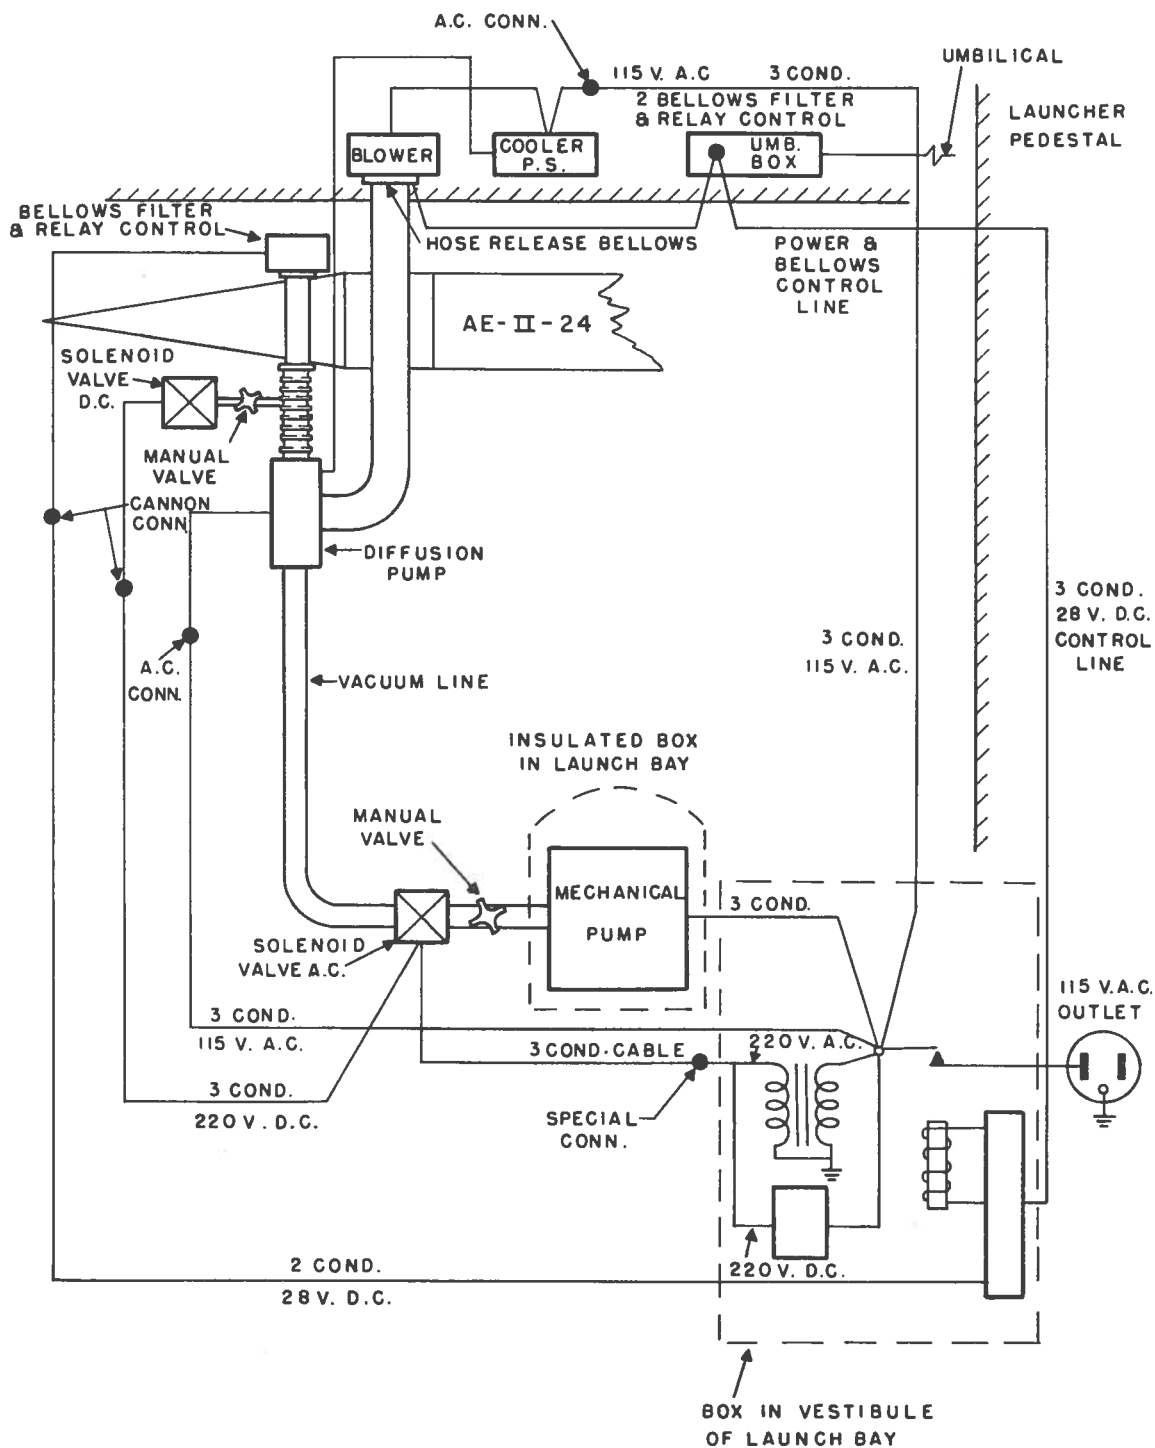 A.C. CONN.
115 V. A.C 3 COND.
2 BELLOWS FILTER
& RELAY CONTROL
UMBILICAL
LAUNCHER
PEDESTAL
BLOWER
COOLER
P.S.
UMB.
BOX
BELLOWS FILTER
& RELAY CONTROL
HOSE RELEASE BELLOWS
POWER &
BELLOWS
CONTROL
LINE
AE-II-24
SOLENOID
VALVE
D.C.
MANUAL
VALVE
CANNON
CONN.
DIFFUSION
PUMP
3 COND.
28 V. D.C.
CONTROL
LINE
3 COND.
115 V. A.C.
A.C.
CONN.
VACUUM LINE
INSULATED BOX
IN LAUNCH BAY
MANUAL
VALVE
MECHANICAL
PUMP
3 COND.
SOLENOID
VALVE A.C.
115 V.A.C.
OUTLET
3 COND.
115 V. A.C.
3 COND. CABLE
220 V. A.C.
3 COND.
220 V. D.C.
SPECIAL
CONN.
220 V. D.C.
2 COND.
28 V. D.C.
BOX IN VESTIBULE
OF LAUNCH BAY